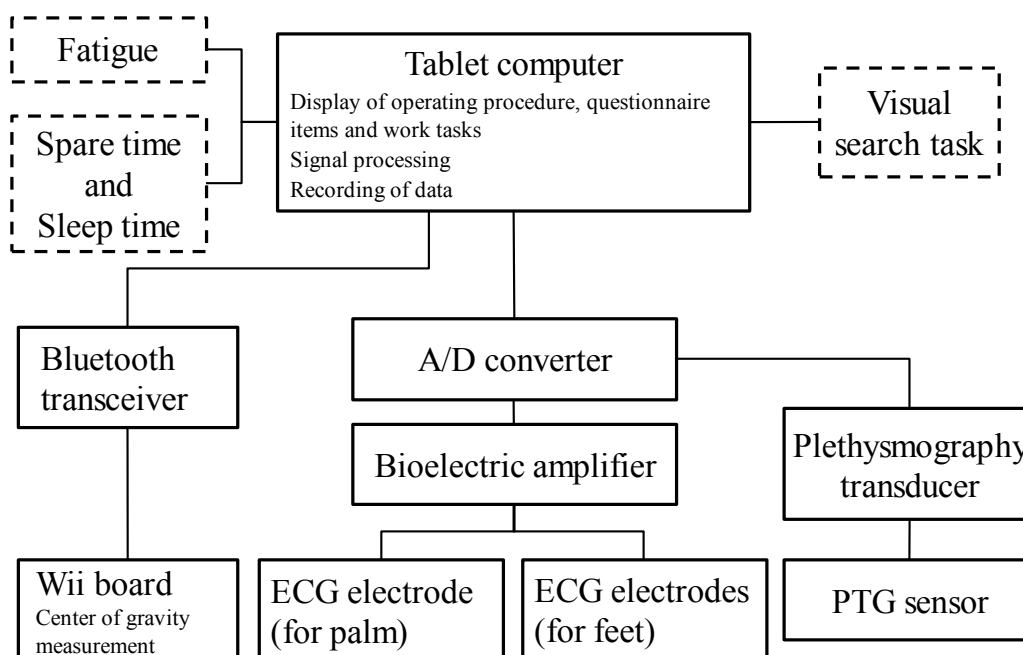 Fatigue
Spare time
and
Sleep time
Tablet computer
Display of operating procedure, questionnaire
items and work tasks
Signal processing
Recording of data
Visual
search task
Bluetooth
transceiver
A/D converter
Bioelectric amplifier
Plethysmography
transducer
Wii board
Center of gravity
measurement
ECG electrode
(for palm)
ECG electrodes
(for feet)
PTG sensor